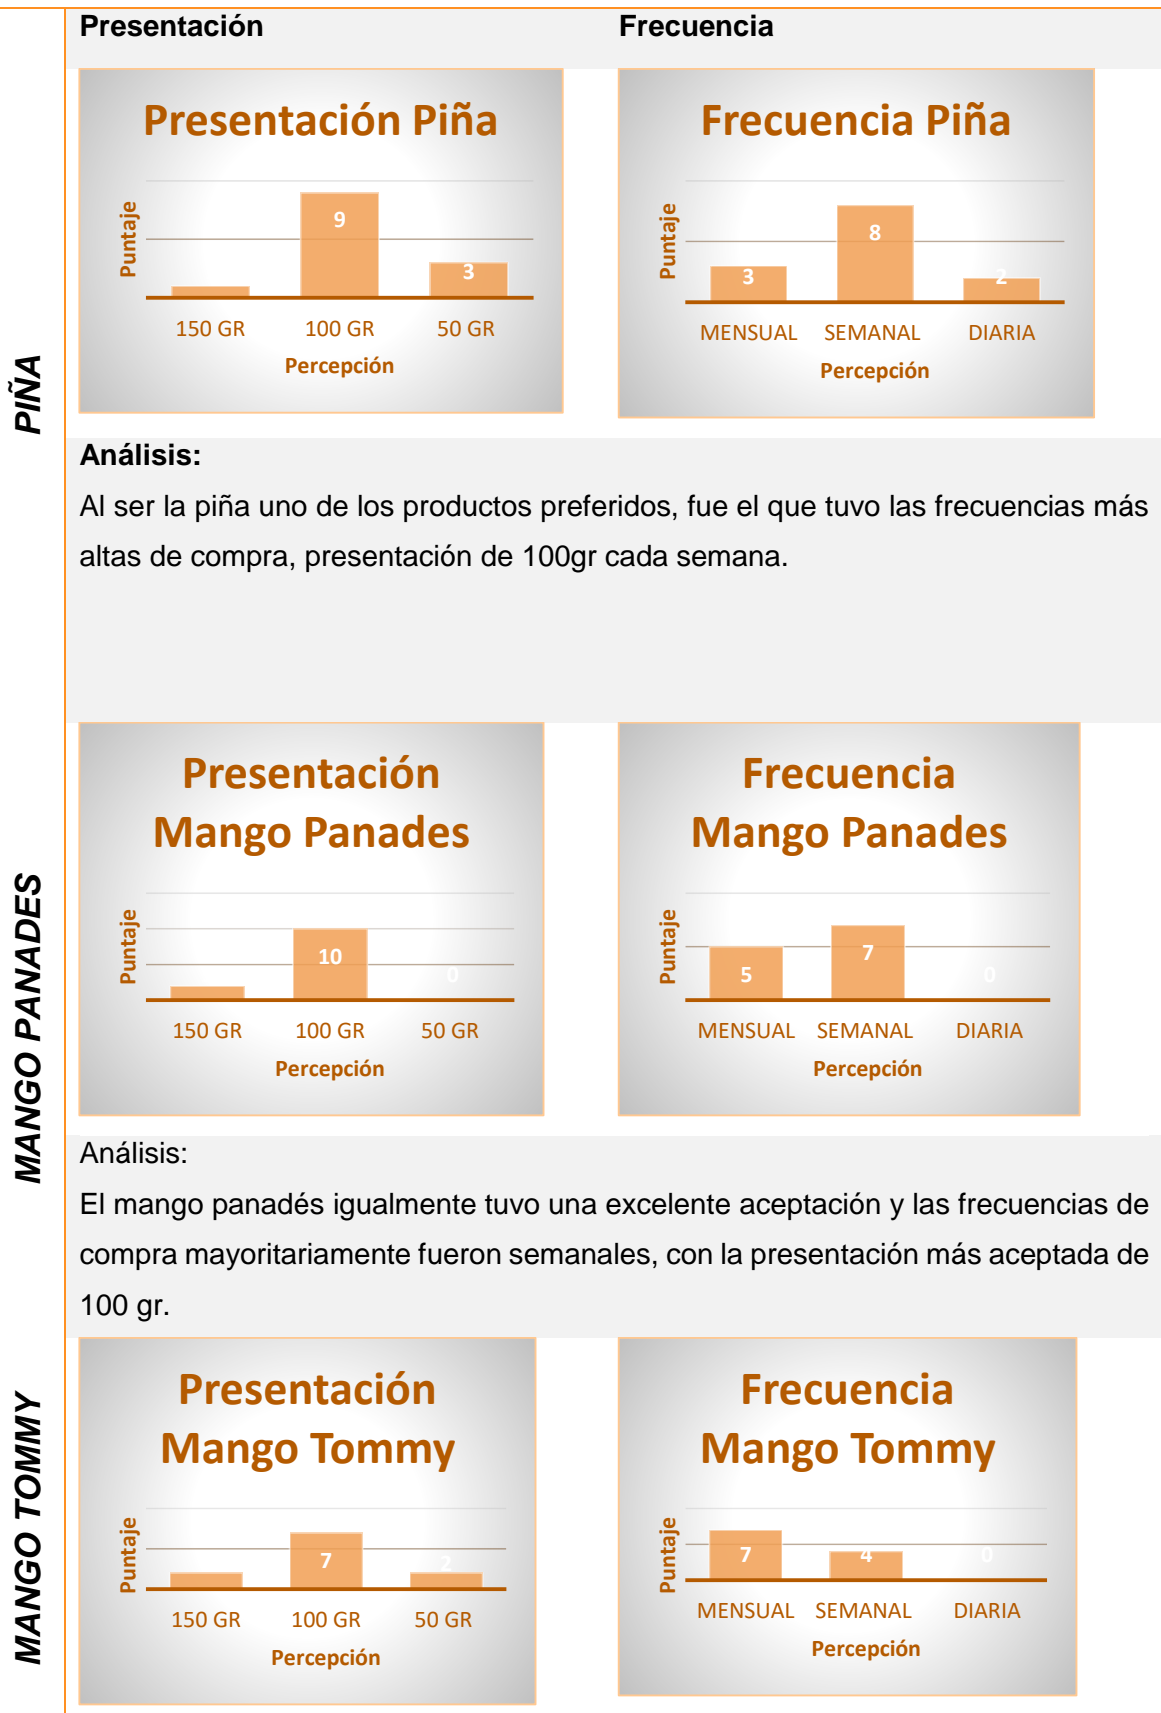 Presentación
Frecuencia
PIÑA
Presentación Piña
Puntaje
9
3
150 GR
100 GR
50 GR
Percepción
Frecuencia Piña
Puntaje
3
8
2
MENSUAL
SEMANAL
DIARIA
Percepción
Análisis:
Al ser la piña uno de los productos preferidos, fue el que tuvo las frecuencias más
altas de compra, presentación de 100gr cada semana.
MANGO PANADES
Presentación
Mango Panades
Puntaje
10
0
150 GR
100 GR
50 GR
Percepción
Frecuencia
Mango Panades
Puntaje
5
7
0
MENSUAL
SEMANAL
DIARIA
Percepción
Análisis:
El mango panadés igualmente tuvo una excelente aceptación y las frecuencias de
compra mayoritariamente fueron semanales, con la presentación más aceptada de
100 gr.
MANGO TOMMY
Presentación
Mango Tommy
Puntaje
7
2
150 GR
100 GR
50 GR
Percepción
Frecuencia
Mango Tommy
Puntaje
7
4
0
MENSUAL
SEMANAL
DIARIA
Percepción